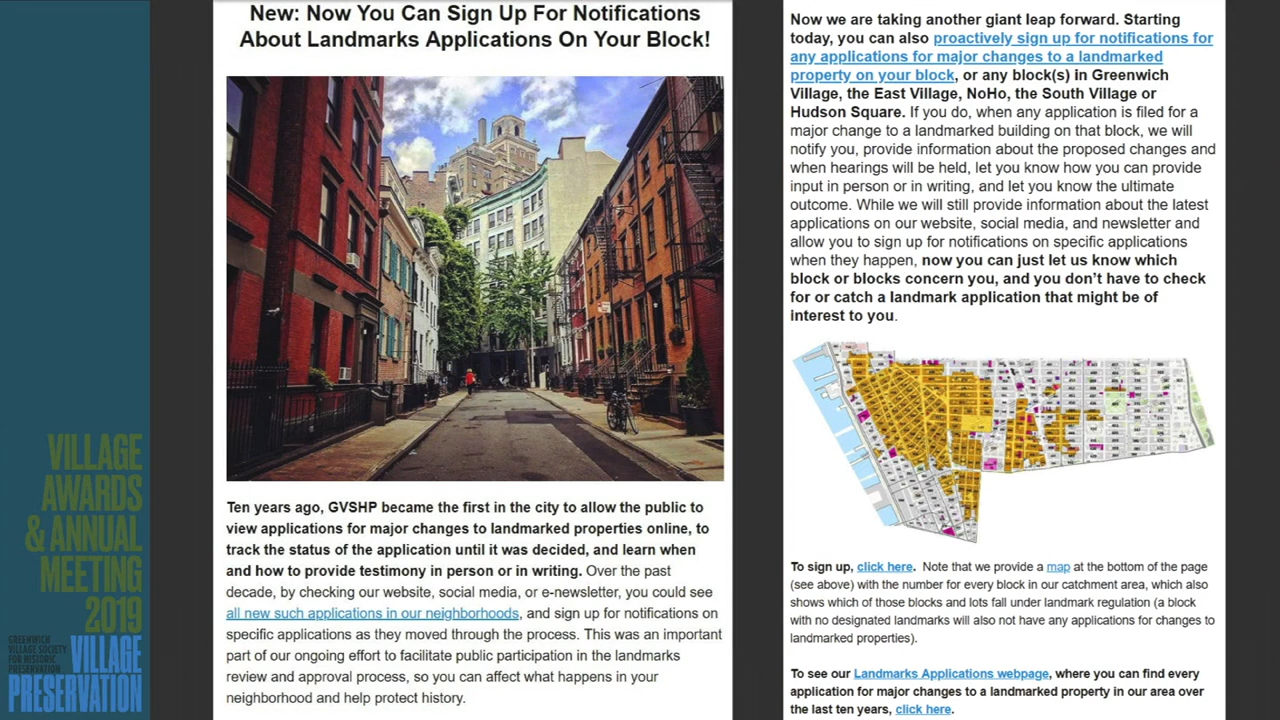 New: Now You Can Sign Up For Notifications
About Landmarks Applications On Your Block!
Ten years ago, GVSHP became the first in the city to allow the public to
view applications for major changes to landmarked properties online, to
track the status of the application until it was decided, and learn when
and how to provide testimony in person or in writing. Over the past
decade, by checking our website, social media, or e-newsletter, you could see
all new such applications in our neighborhoods, and sign up for notifications on
specific applications as they moved through the process. This was an important
part of our ongoing effort to facilitate public participation in the landmarks
review and approval process, so you can affect what happens in your
neighborhood and help protect history.
Now we are taking another giant leap forward. Starting
today, you can also proactively sign up for notifications for
any applications for major changes to a landmarked
property on your block, or any block(s) in Greenwich
Village, the East Village, NoHo, the South Village or
Hudson Square. If you do, when any application is filed for a
major change to a landmarked building on that block, we will
notify you, provide information about the proposed changes and
when hearings will be held, let you know how you can provide
input in person or in writing, and let you know the ultimate
outcome. While we will still provide information about the latest
applications on our website, social media, and newsletter and
allow you to sign up for notifications on specific applications
when they happen, now you can just let us know which
block or blocks concern you, and you don't have to check
for or catch a landmark application that might be of
interest to you.
To sign up, click here. Note that we provide a map at the bottom of the page
(see above) with the number for every block in our catchment area, which also
shows which of those blocks and lots fall under landmark regulation (a block
with no designated landmarks will also not have any applications for changes to
landmarked properties).
To see our Landmarks Applications webpage, where you can find every
application for major changes to a landmarked property in our area over
the last ten years, click here.
VILLAGE
AWARDS
& ANNUAL
MEETING
2019
GREENWICH
VILLAGE SOCIETY
FOR HISTORIC
PRESERVATION
VILLAGE
PRESERVATION